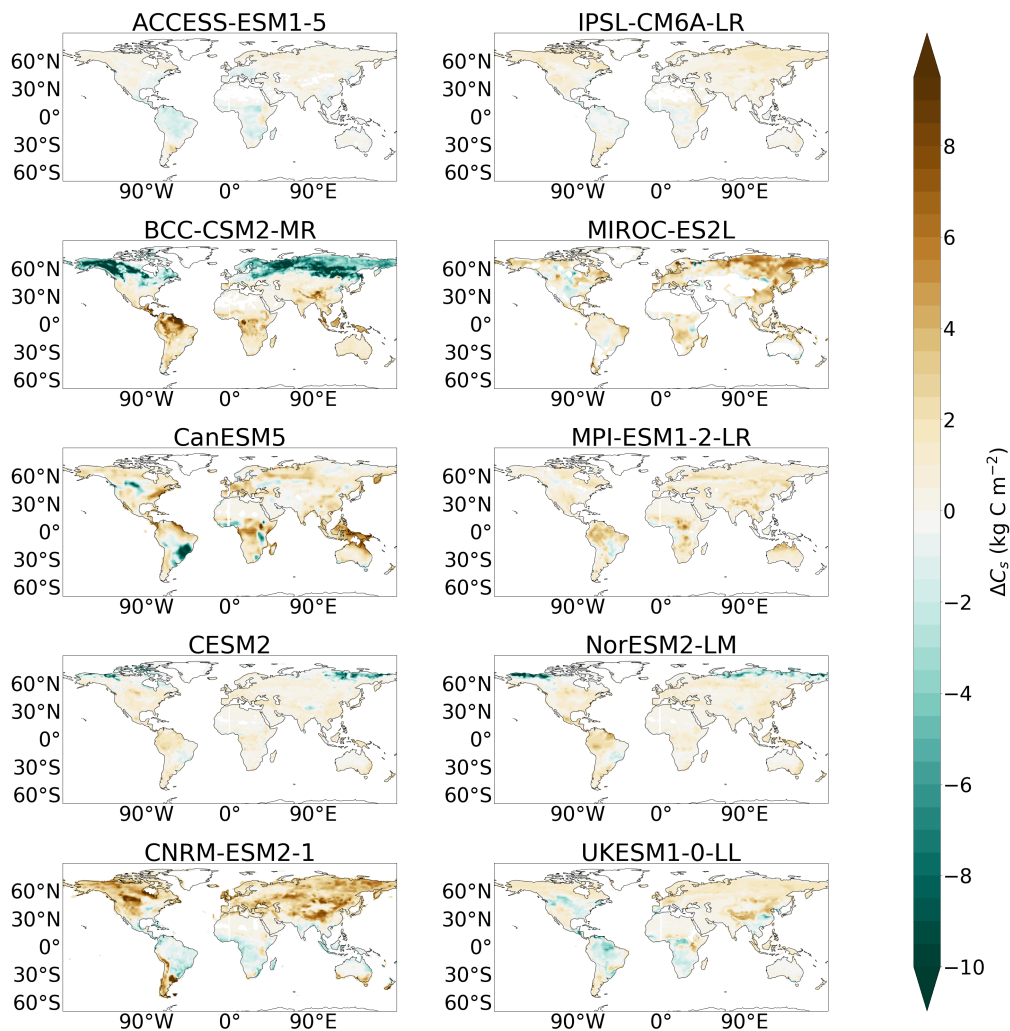 ACCESS-ESM1-5
60°N
30°N
0°
30°S
60°S
90°W 0° 90°E
IPSL-CM6A-LR
60°N
30°N
0°
30°S
60°S
90°W 0° 90°E
BCC-CSM2-MR
60°N
30°N
0°
30°S
60°S
90°W 0° 90°E
MIROC-ES2L
60°N
30°N
0°
30°S
60°S
90°W 0° 90°E
CanESM5
60°N
30°N
0°
30°S
60°S
90°W 0° 90°E
MPI-ESM1-2-LR
60°N
30°N
0°
30°S
60°S
90°W 0° 90°E
CESM2
60°N
30°N
0°
30°S
60°S
90°W 0° 90°E
NorESM2-LM
60°N
30°N
0°
30°S
60°S
90°W 0° 90°E
CNRM-ESM2-1
60°N
30°N
0°
30°S
60°S
90°W 0° 90°E
UKESM1-0-LL
60°N
30°N
0°
30°S
60°S
90°W 0° 90°E
8
6
4
2
0
−2
−4
−6
−8
−10
ΔCₛ (kg C m⁻²)